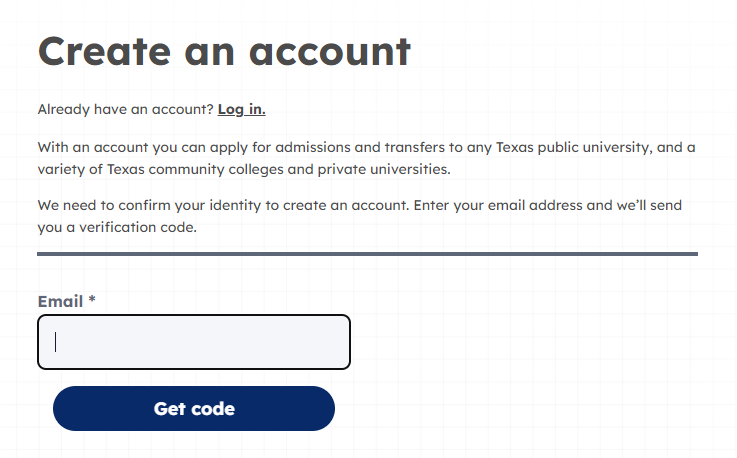 Create an account
Already have an account? Log in.
With an account you can apply for admissions and transfers to any Texas public university, and a
variety of Texas community colleges and private universities.
We need to confirm your identity to create an account. Enter your email address and we’ll send
you a verification code.
Email *
Get code